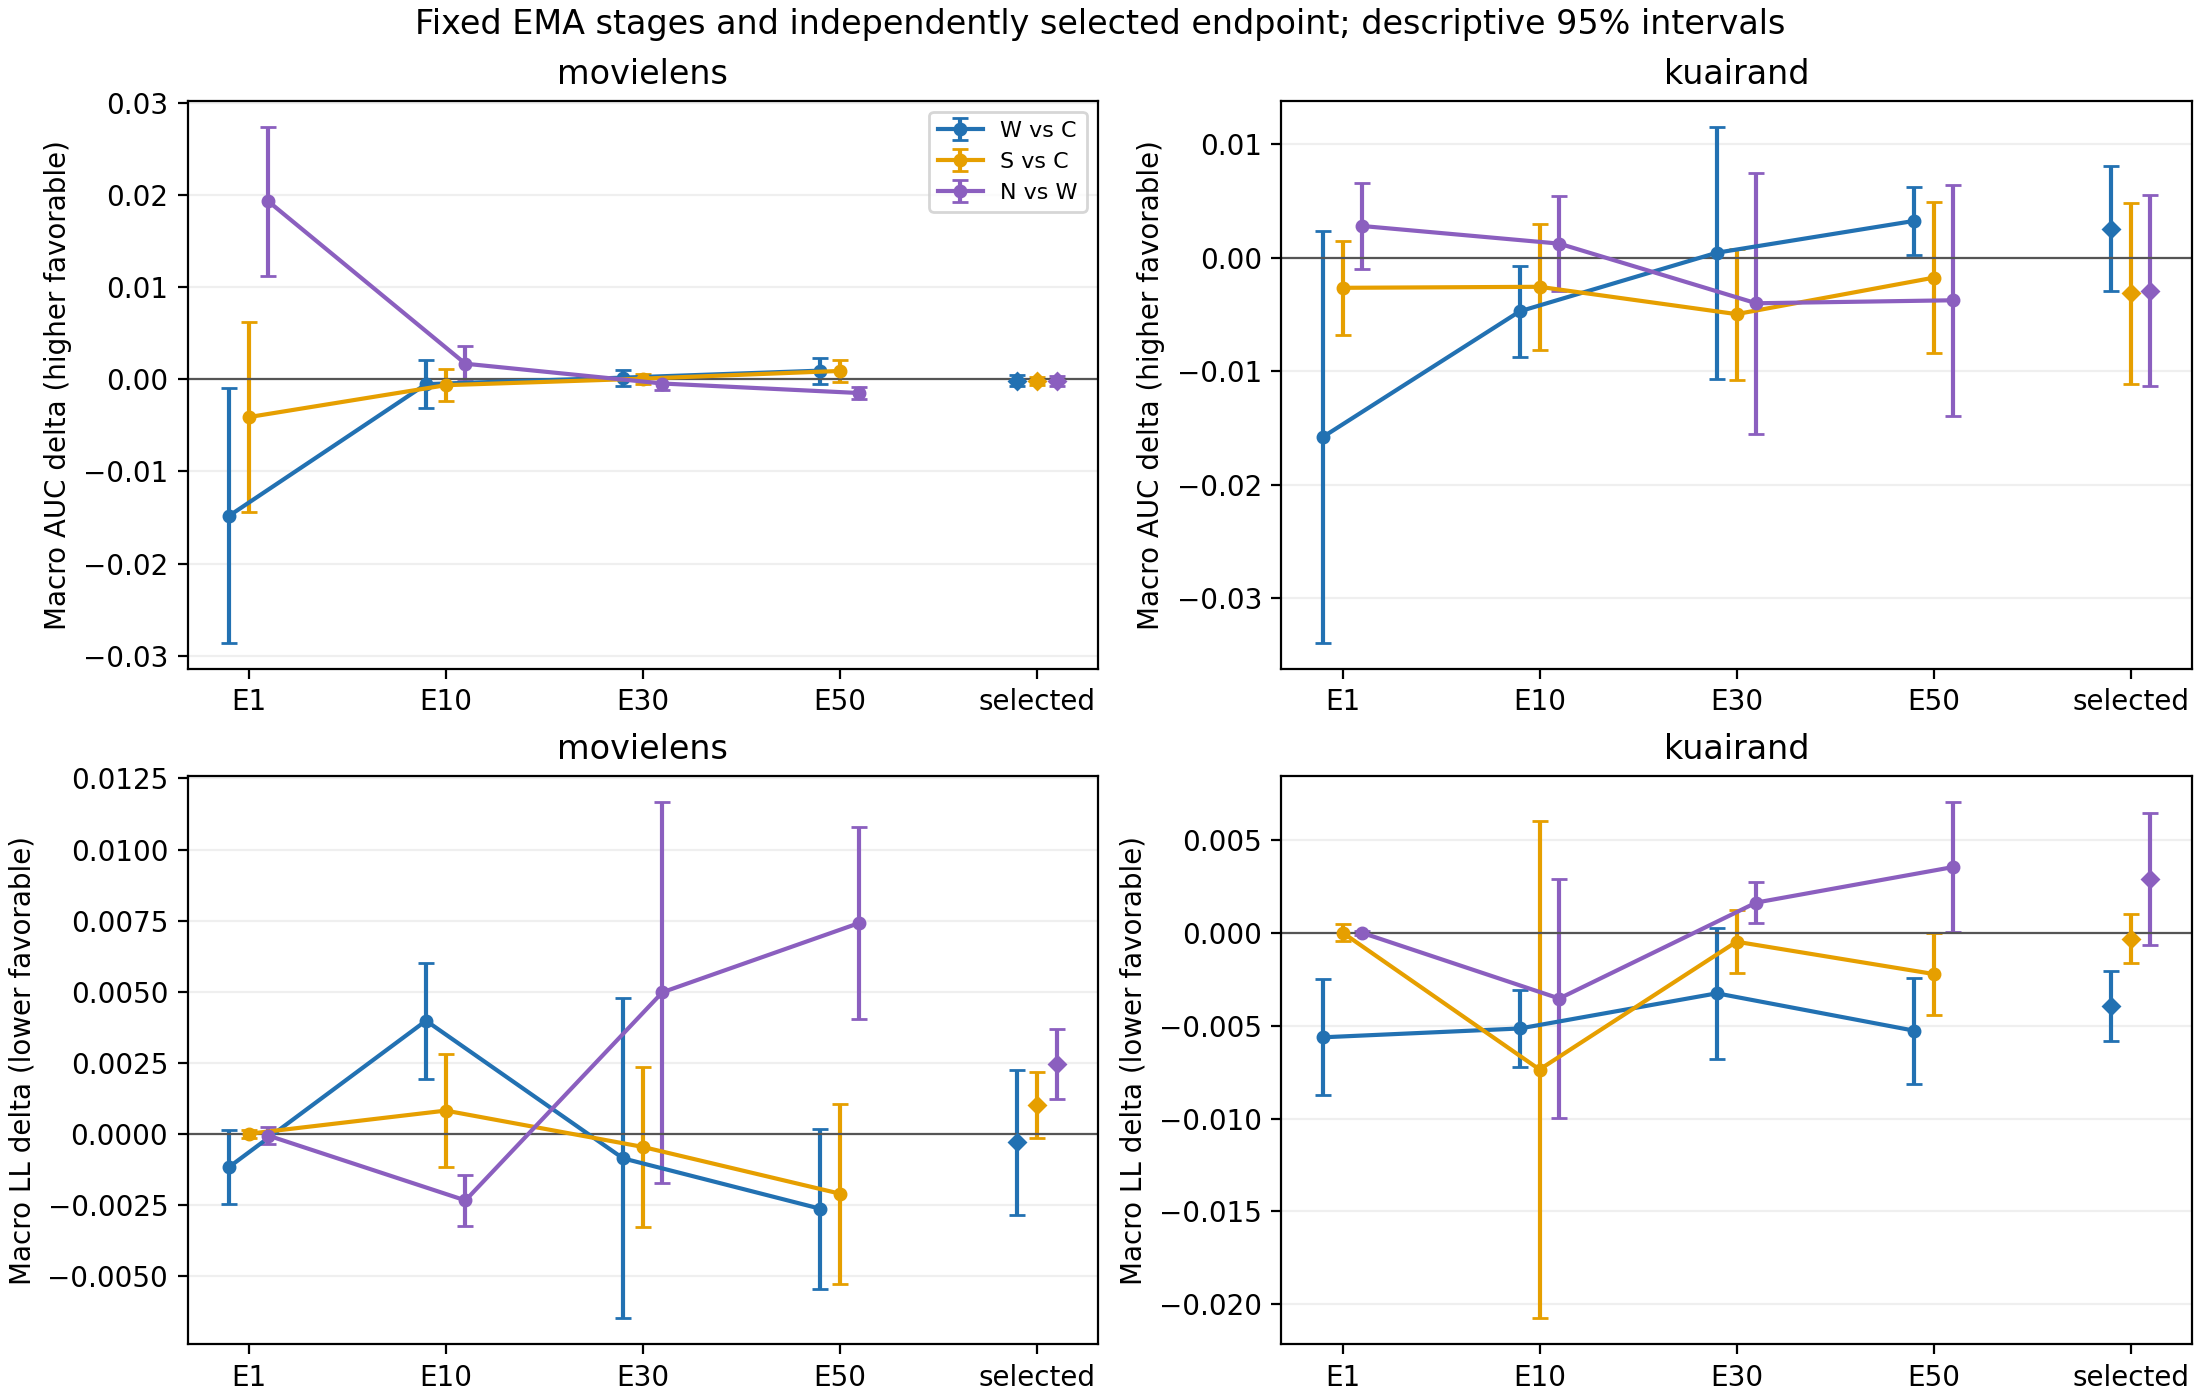 Fixed EMA stages and independently selected endpoint; descriptive 95% intervals
movielens
Macro AUC delta (higher favorable)
0.03
0.02
0.01
0.00
−0.01
−0.02
−0.03
W vs C
S vs C
N vs W
E1 E10 E30 E50 selected
kuairand
Macro AUC delta (higher favorable)
0.01
0.00
−0.01
−0.02
−0.03
E1 E10 E30 E50 selected
movielens
Macro LL delta (lower favorable)
0.0125
0.0100
0.0075
0.0050
0.0025
0.0000
−0.0025
−0.0050
E1 E10 E30 E50 selected
kuairand
Macro LL delta (lower favorable)
0.005
0.000
−0.005
−0.010
−0.015
−0.020
E1 E10 E30 E50 selected